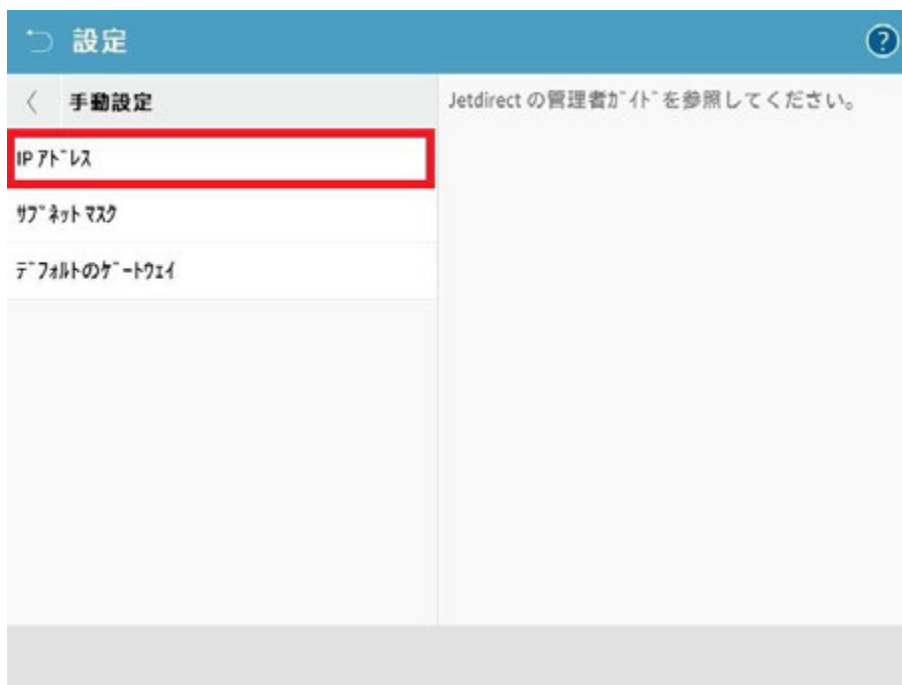 設定
?
手動設定
Jetdirect の管理者ｶﾞｲﾄﾞを参照してください。
IP ｱﾄﾞﾚｽ
ｻﾌﾞﾈｯﾄ ﾏｽｸ
ﾃﾞﾌｫﾙﾄのｹﾞｰﾄｳｪｲ